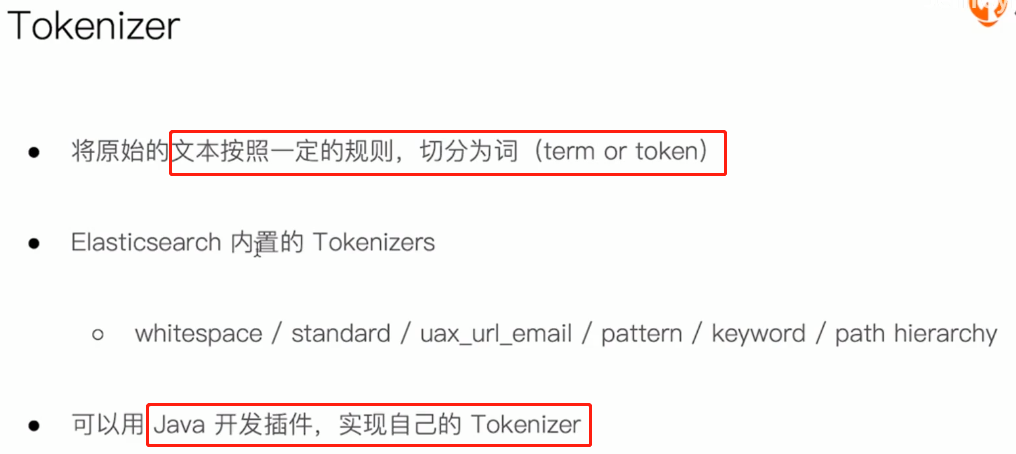 Tokenizer
将原始的文本按照一定的规则，切分为词（term or token）
Elasticsearch 内置的 Tokenizers
whitespace / standard / uax_url_email / pattern / keyword / path hierarchy
可以用 Java 开发插件，实现自己的 Tokenizer